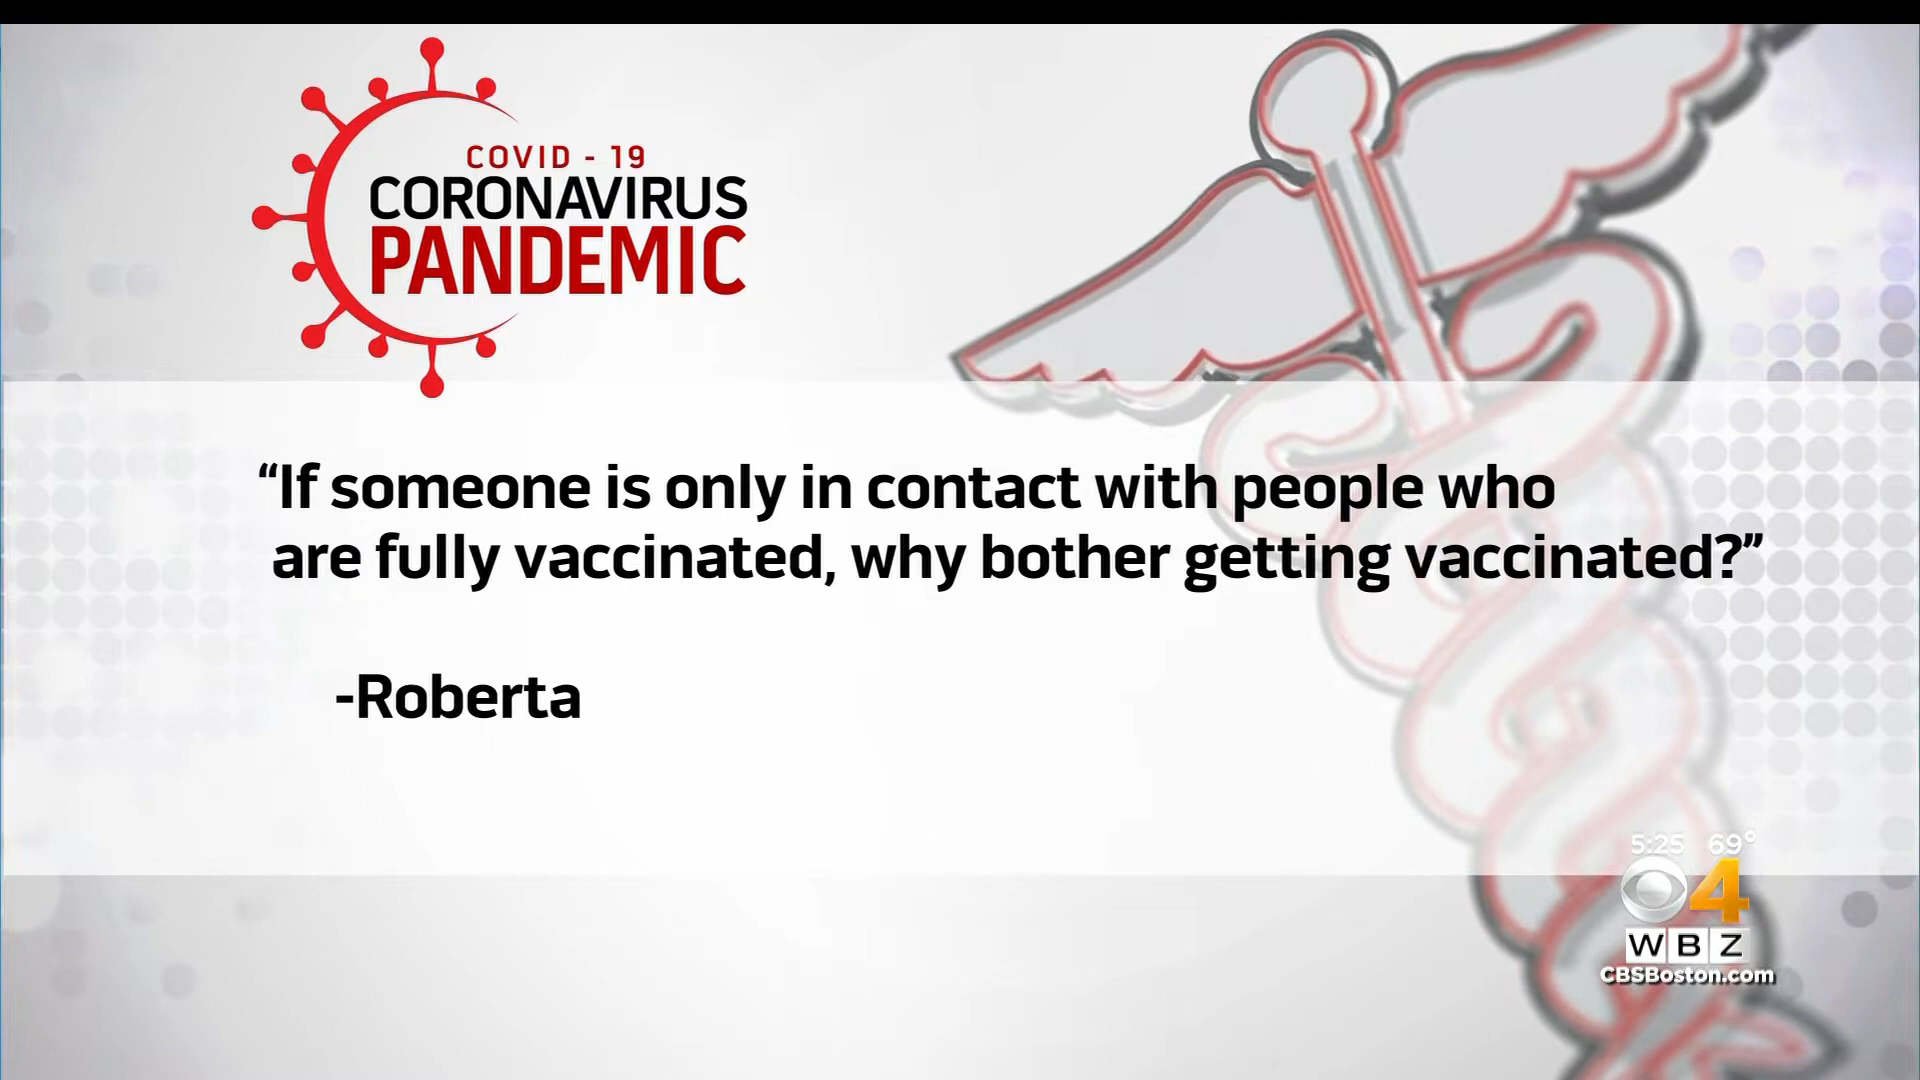 COVID - 19
CORONAVIRUS
PANDEMIC
“If someone is only in contact with people who
are fully vaccinated, why bother getting vaccinated?”
-Roberta
5:25 69°
4
WBZ
CBSBoston.com